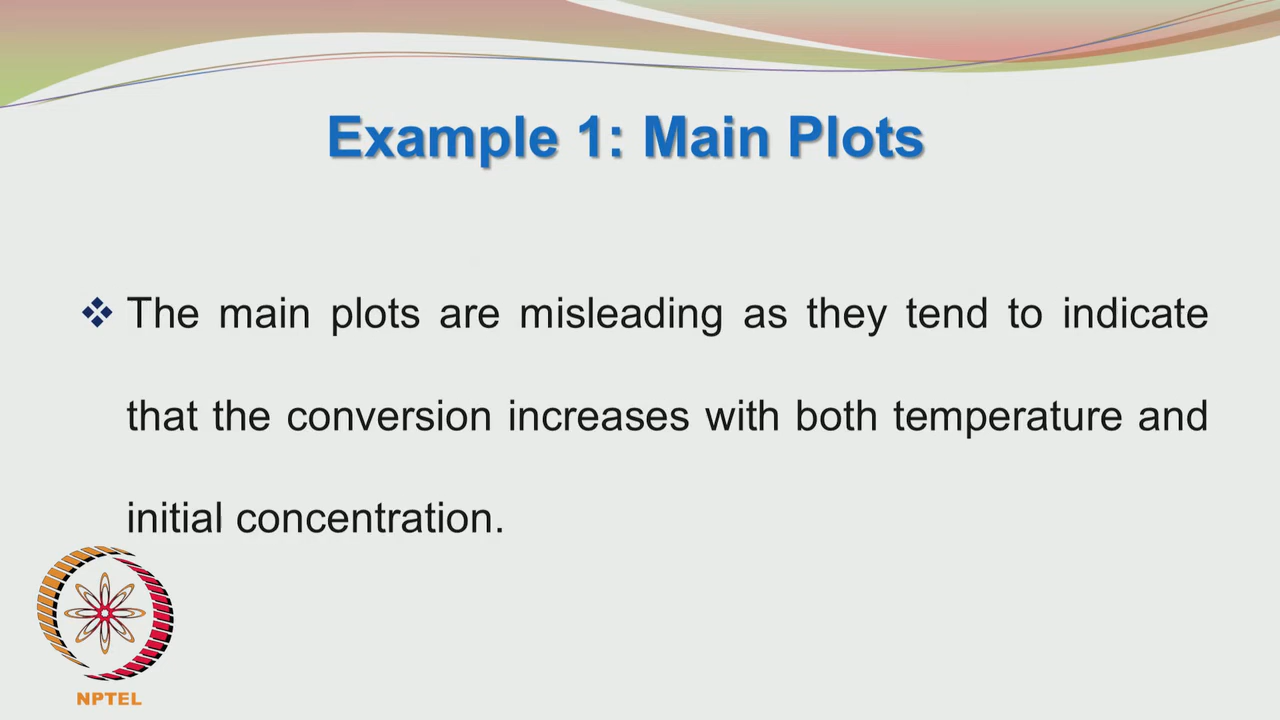 Example 1: Main Plots
❖ The main plots are misleading as they tend to indicate
that the conversion increases with both temperature and
initial concentration.
NPTEL